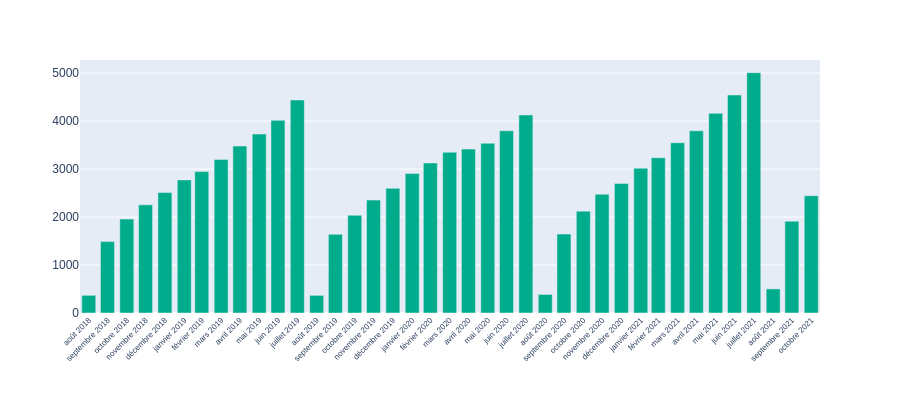 5000
4000
3000
2000
1000
0
août 2018
septembre 2018
octobre 2018
novembre 2018
décembre 2018
janvier 2019
février 2019
mars 2019
avril 2019
mai 2019
juin 2019
juillet 2019
août 2019
septembre 2019
octobre 2019
novembre 2019
décembre 2019
janvier 2020
février 2020
mars 2020
avril 2020
mai 2020
juin 2020
juillet 2020
août 2020
septembre 2020
octobre 2020
novembre 2020
décembre 2020
janvier 2021
février 2021
mars 2021
avril 2021
mai 2021
juin 2021
juillet 2021
août 2021
septembre 2021
octobre 2021